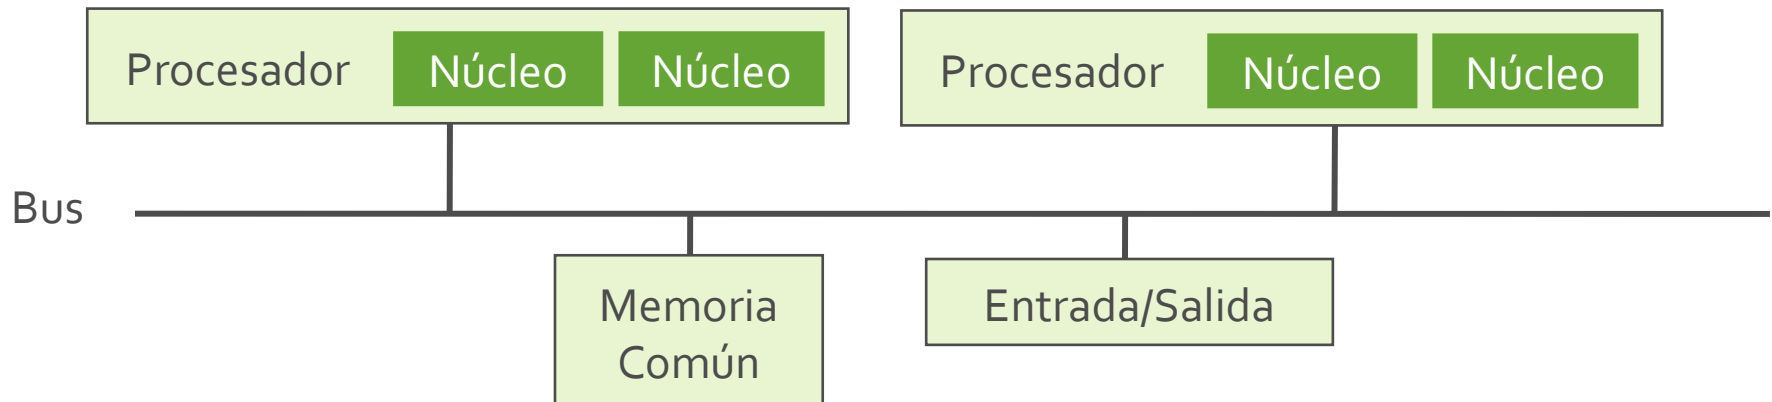 Procesador Núcleo Núcleo
Procesador Núcleo Núcleo
Bus
Memoria
Común
Entrada/Salida